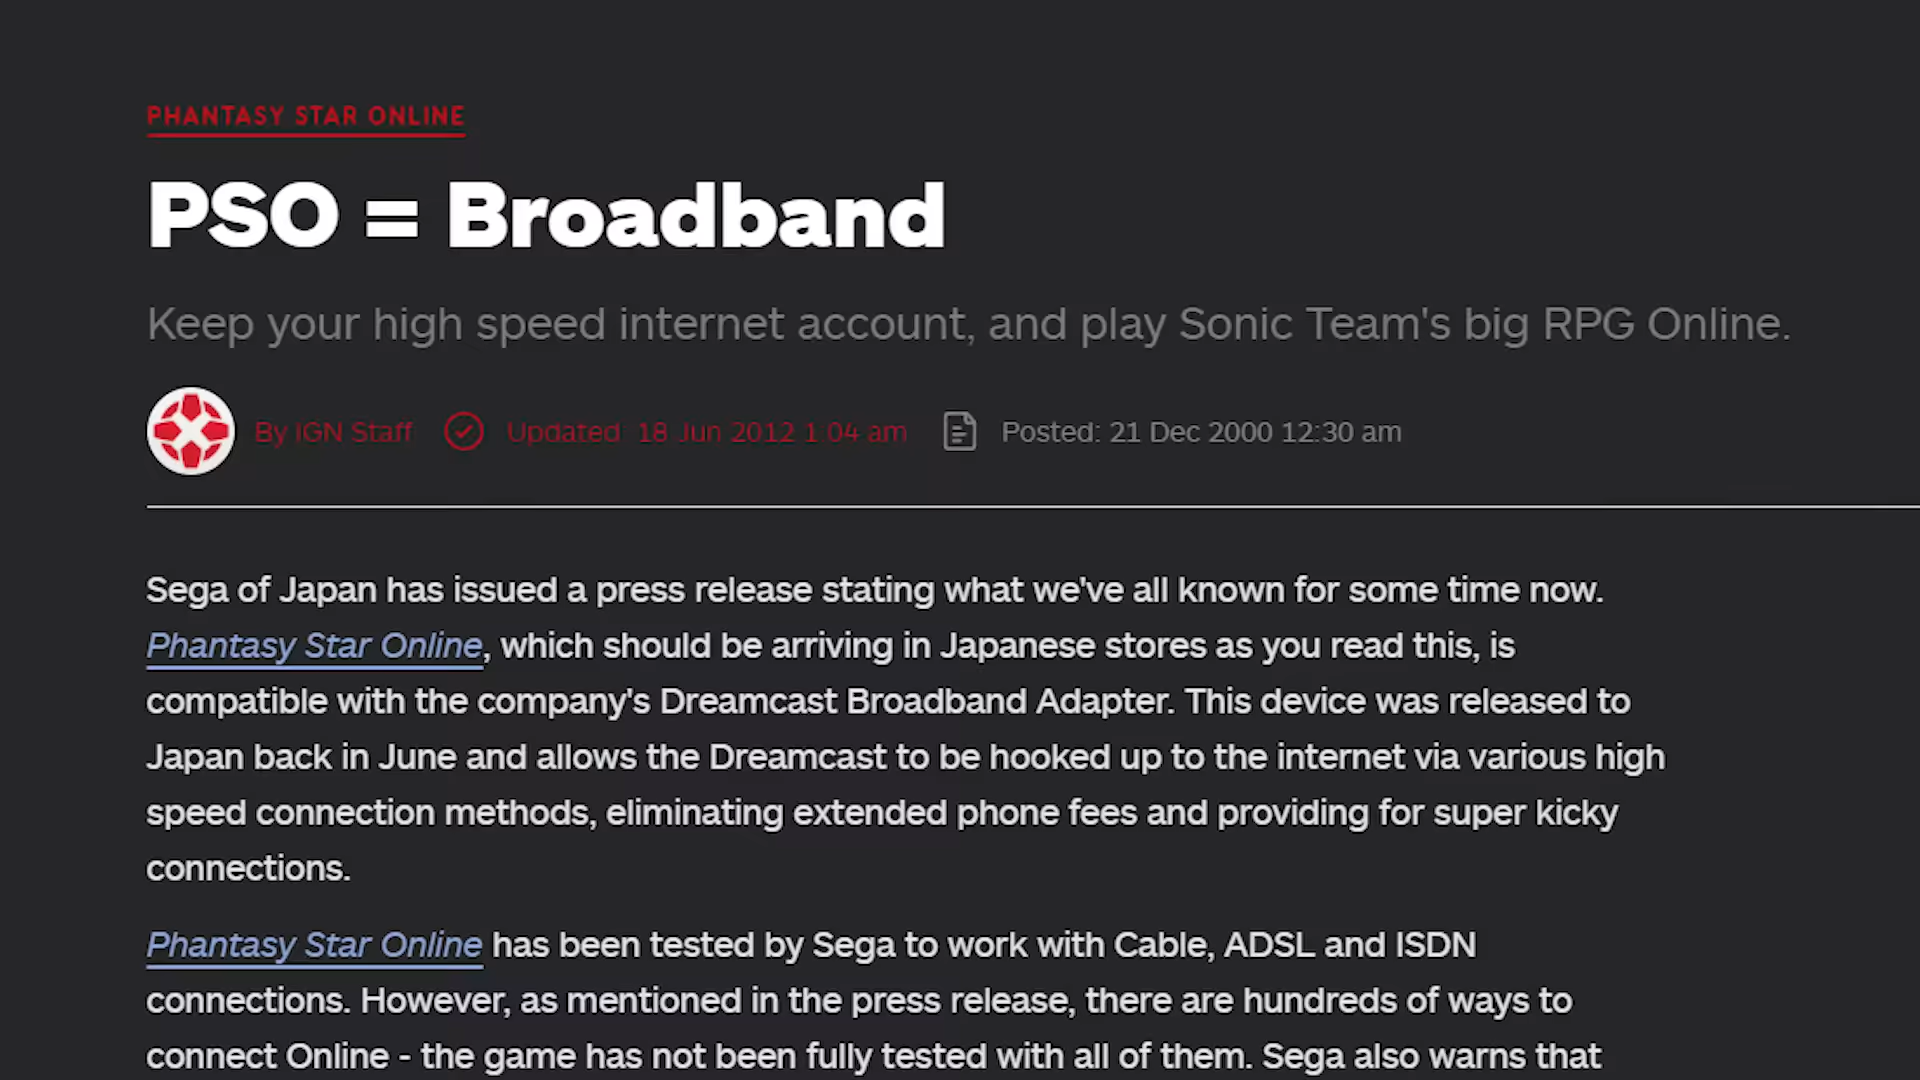 PHANTASY STAR ONLINE
PSO = Broadband
Keep your high speed internet account, and play Sonic Team's big RPG Online.
By IGN Staff Updated: 18 Jun 2012 1:04 am Posted: 21 Dec 2000 12:30 am
Sega of Japan has issued a press release stating what we've all known for some time now.
Phantasy Star Online, which should be arriving in Japanese stores as you read this, is
compatible with the company's Dreamcast Broadband Adapter. This device was released to
Japan back in June and allows the Dreamcast to be hooked up to the internet via various high
speed connection methods, eliminating extended phone fees and providing for super kicky
connections.
Phantasy Star Online has been tested by Sega to work with Cable, ADSL and ISDN
connections. However, as mentioned in the press release, there are hundreds of ways to
connect Online - the game has not been fully tested with all of them. Sega also warns that